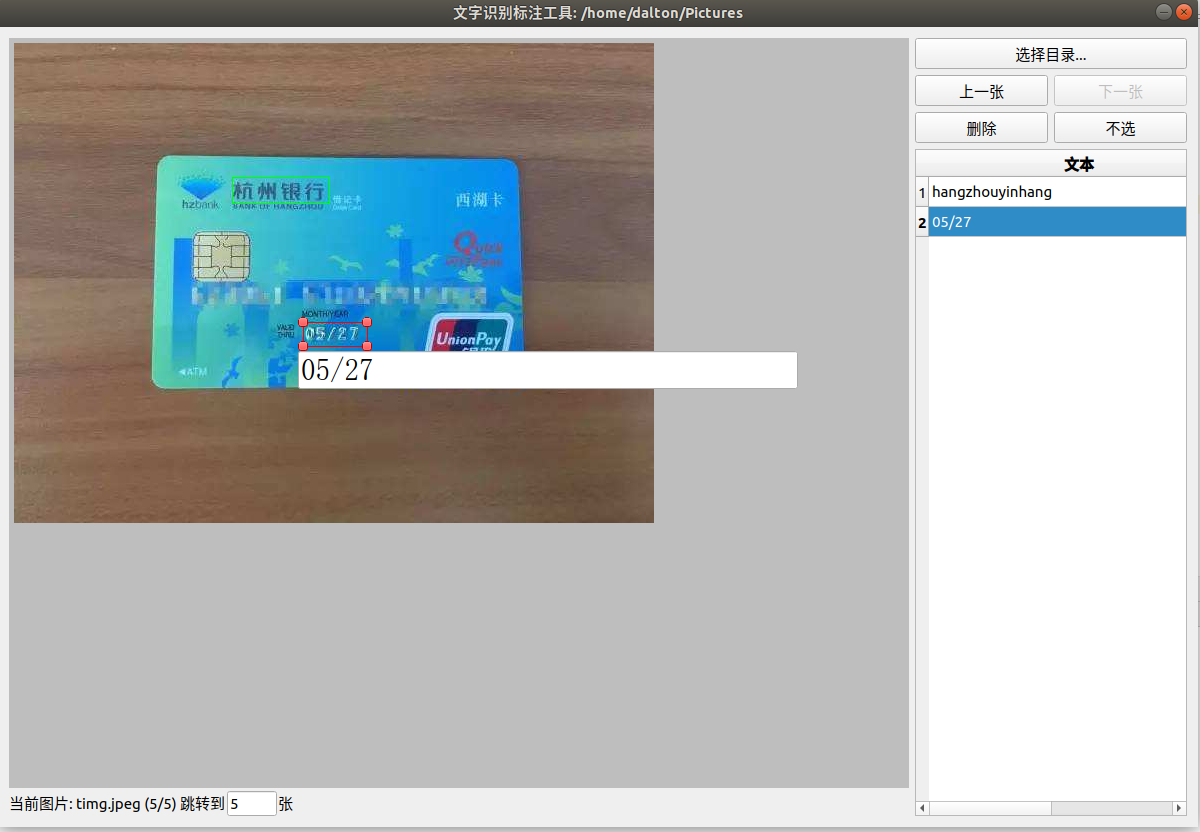 文字识别标注工具: /home/dalton/Pictures
选择目录...
上一张 下一张
删除 不选
文本
1 hangzhouyinhang
2 05/27
hzbank
杭州银行
BANK OF HANGZHOU
借记卡
Debit Card
西湖卡
Quick
MONTH/YEAR
VALID
THRU
05/27
UnionPay
◀ATM
05/27
当前图片: timg.jpeg (5/5) 跳转到 5 张